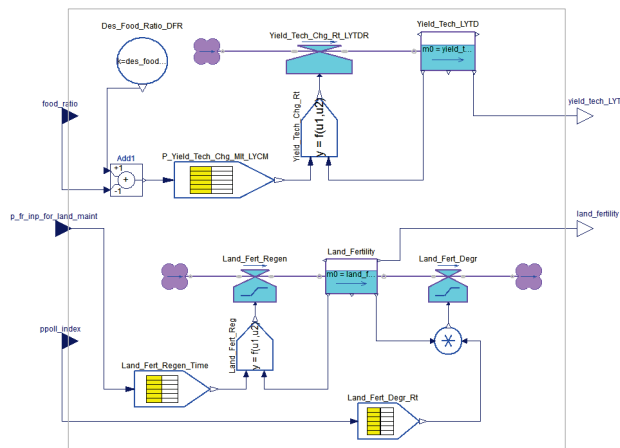 Des_Food_Ratio_DFR
Yield_Tech_Chg_Rt_LYTDR
Yield_Tech_LYTD
k=des_food...
m0 = yield_t...
food_ratio
yield_tech_LYT
Yield_Tech_Chg_Rt
y = f(u1,u2)
Add1
+1
+
-1
P_Yield_Tech_Chg_Mlt_LYCM
p_fr_inp_for_land_maint
land_fertility
Land_Fert_Regen
Land_Fertility
Land_Fert_Degr
m0 = land_f...
ppoll_index
Land_Fert_Reg
y = f(u1,u2)
Land_Fert_Regen_Time
Land_Fert_Degr_Rt